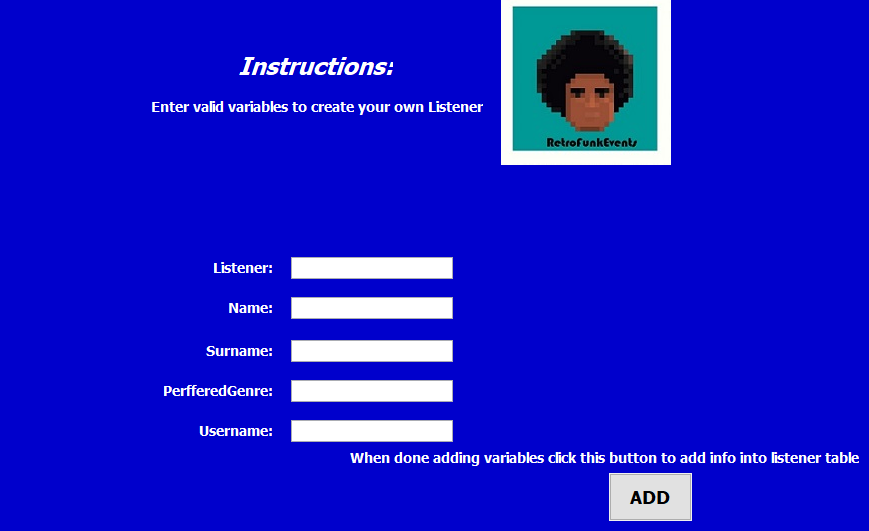 Instructions:
Enter valid variables to create your own Listener
RetroFunkEvents
Listener:
Name:
Surname:
PerfferedGenre:
Username:
When done adding variables click this button to add info into listener table
ADD